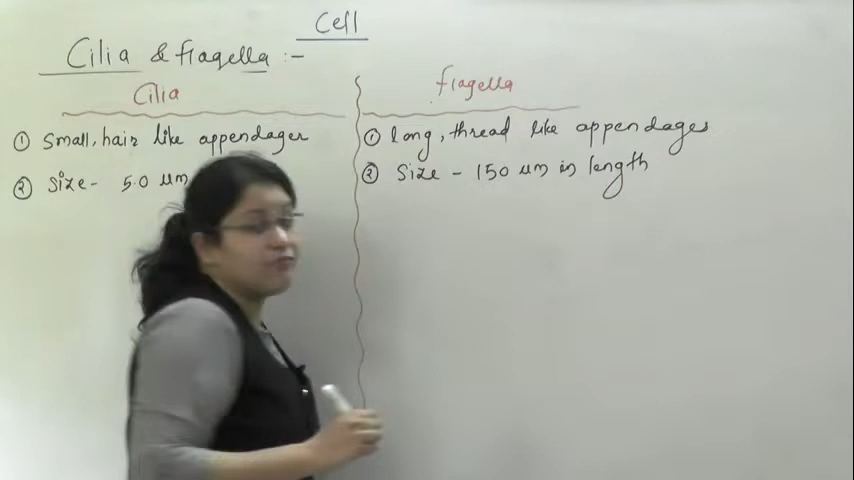 Cell
Cilia & flagella :-
Cilia
① Small, hair like appendages
② Size - 5.0 um
flagella
① long, thread like appendages
② Size - 150 um in length